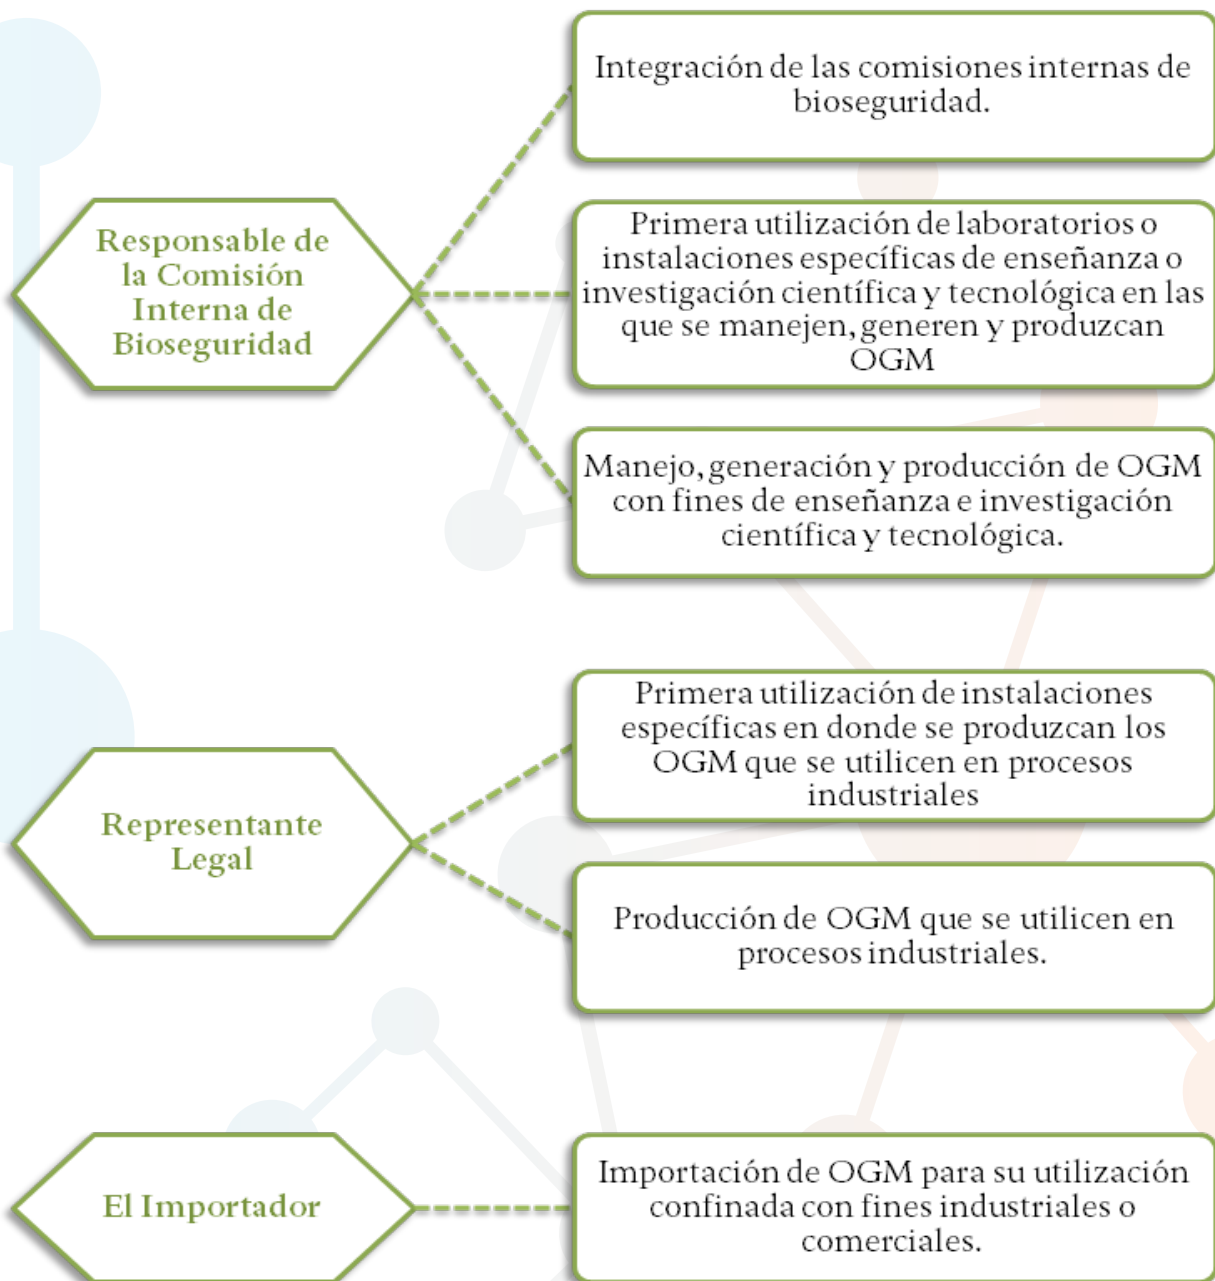 Responsable de
la Comisión
Interna de
Bioseguridad
Integración de las comisiones internas de
bioseguridad.
Primera utilización de laboratorios o
instalaciones específicas de enseñanza o
investigación científica y tecnológica en las
que se manejen, generen y produzcan
OGM
Manejo, generación y producción de OGM
con fines de enseñanza e investigación
científica y tecnológica.
Representante
Legal
Primera utilización de instalaciones
específicas en donde se produzcan los
OGM que se utilicen en procesos
industriales
Producción de OGM que se utilicen en
procesos industriales.
El Importador
Importación de OGM para su utilización
confinada con fines industriales o
comerciales.